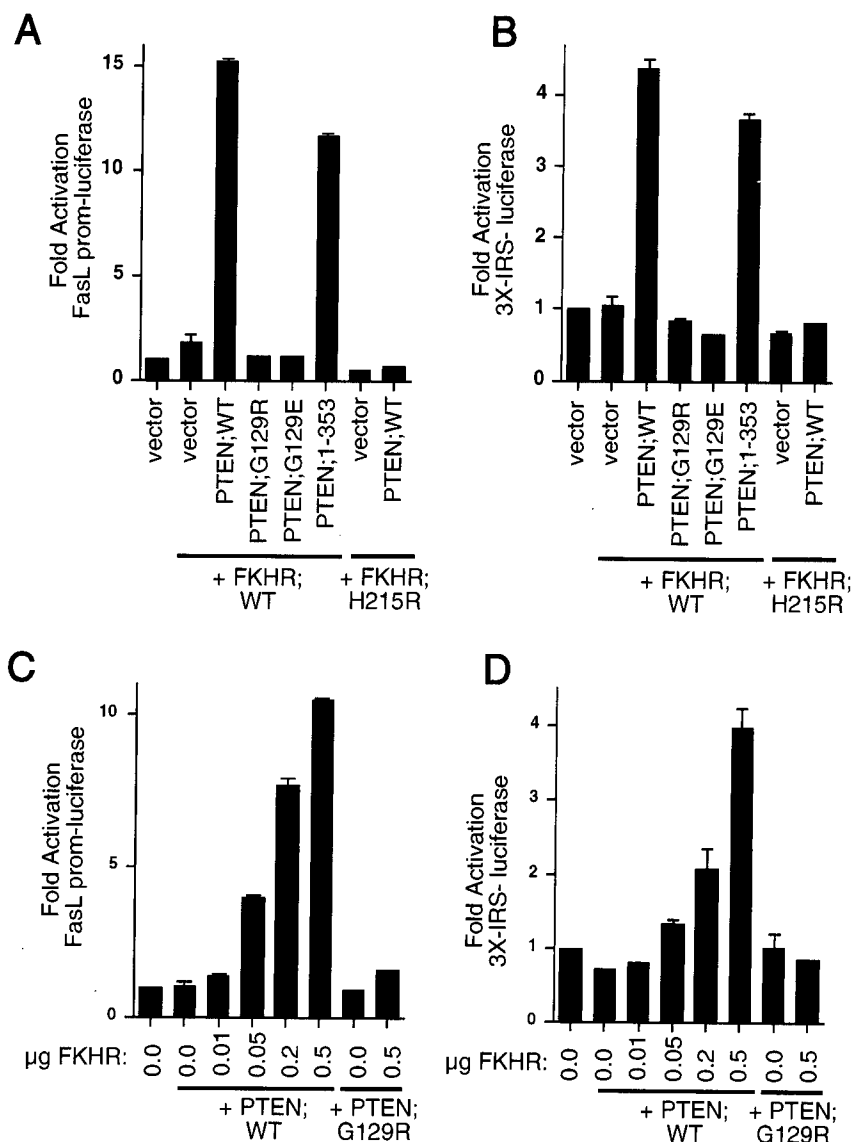 A
Fold Activation
FasL prom-luciferase
15
10
5
0
vector
vector
PTEN;WT
PTEN;G129R
PTEN;G129E
PTEN;1-353
vector
PTEN;WT
+ FKHR;
WT
+ FKHR;
H215R
B
Fold Activation
3X-IRS- luciferase
4
3
2
1
0
vector
vector
PTEN;WT
PTEN;G129R
PTEN;G129E
PTEN;1-353
vector
PTEN;WT
+ FKHR;
WT
+ FKHR;
H215R
C
Fold Activation
FasL prom-luciferase
10
5
0
µg FKHR: 0.0 0.0 0.01 0.05 0.2 0.5 0.0 0.5
+ PTEN;
WT
+ PTEN;
G129R
D
Fold Activation
3X-IRS- luciferase
4
3
2
1
0
µg FKHR: 0.0 0.0 0.01 0.05 0.2 0.5 0.0 0.5
+ PTEN;
WT
+ PTEN;
G129R